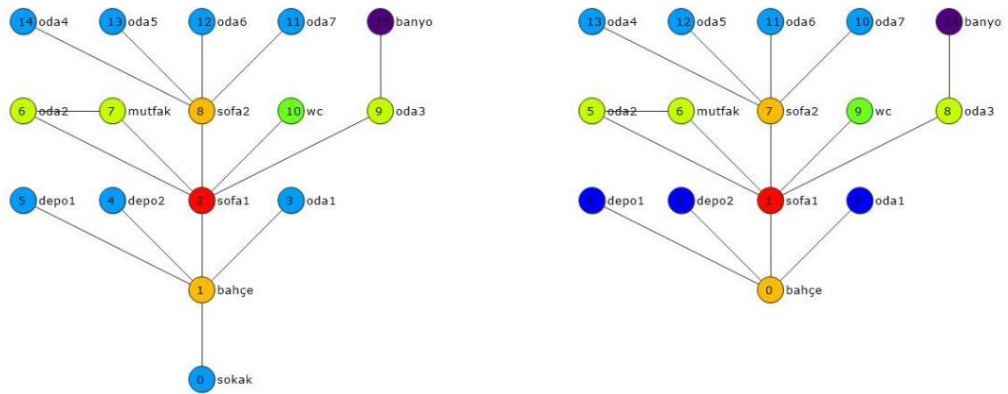 14 oda4 13 oda5 12 oda6 11 oda7 banyo
13 oda4 12 oda5 11 oda6 10 oda7 14 banyo
6 oda2 7 mutfak 8 sofa2 10 wc 9 oda3
5 oda2 6 mutfak 7 sofa2 9 wc 8 oda3
5 depo1 4 depo2 2 sofa1 3 oda1
depo1 depo2 1 sofa1 oda1
1 bahçe
0 bahçe
0 sokak